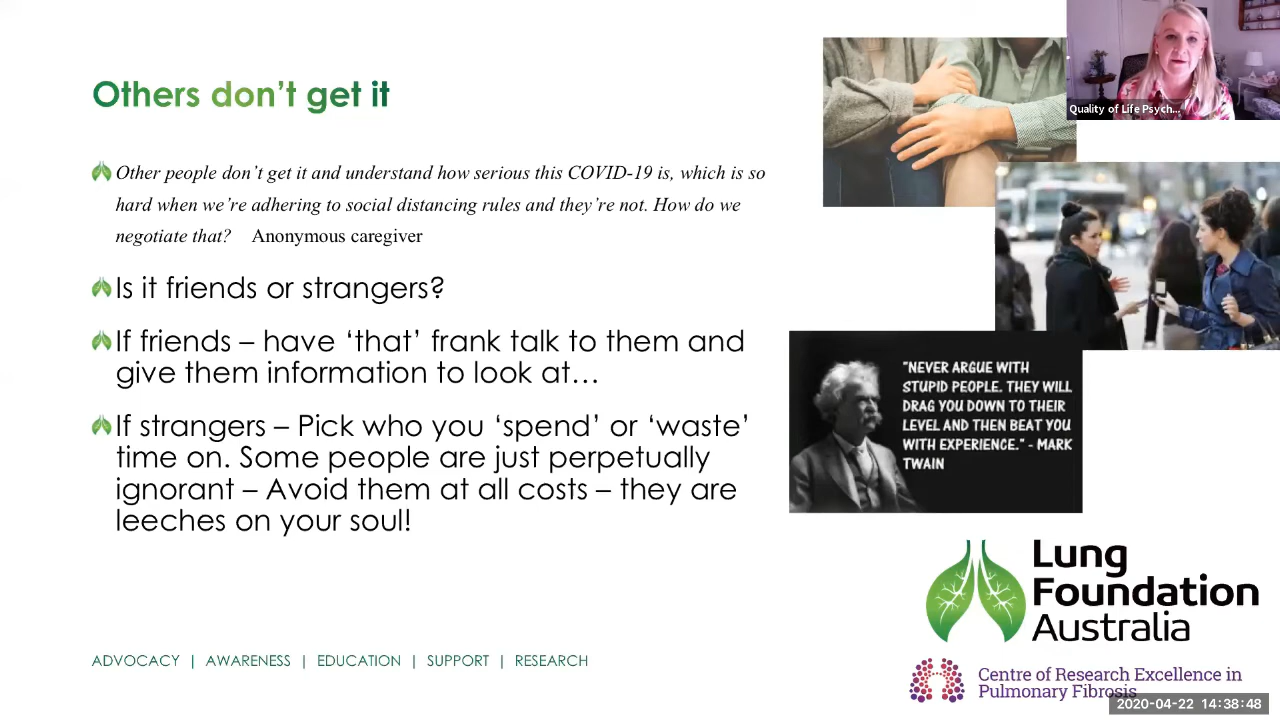 Others don’t get it
Other people don’t get it and understand how serious this COVID-19 is, which is so
hard when we’re adhering to social distancing rules and they’re not. How do we
negotiate that? Anonymous caregiver
Is it friends or strangers?
If friends – have ‘that’ frank talk to them and
give them information to look at…
If strangers – Pick who you ‘spend’ or ‘waste’
time on. Some people are just perpetually
ignorant – Avoid them at all costs – they are
leeches on your soul!
ADVOCACY | AWARENESS | EDUCATION | SUPPORT | RESEARCH
Quality of Life Psych...
"NEVER ARGUE WITH
STUPID PEOPLE. THEY WILL
DRAG YOU DOWN TO THEIR
LEVEL AND THEN BEAT YOU
WITH EXPERIENCE." - MARK
TWAIN
Lung
Foundation
Australia
Centre of Research Excellence in
Pulmonary Fibrosis
2020-04-22 14:38:48